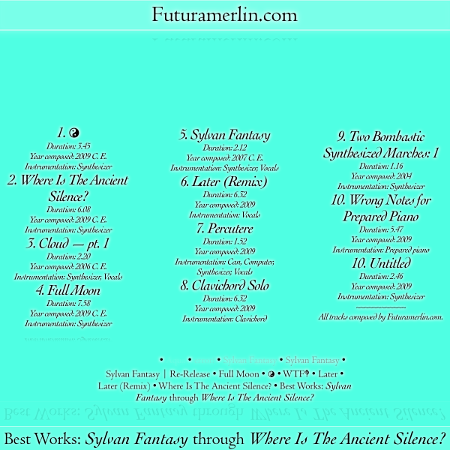 Futuramerlin.com
1. ☯
Duration: 3.45
Year composed: 2009 C. E.
Instrumentation: Synthesizer
2. Where Is The Ancient
Silence?
Duration: 6.08
Year composed: 2009 C. E.
Instrumentation: Synthesizer
3. Cloud — pt. 1
Duration: 2.20
Year composed: 2006 C. E.
Instrumentation: Synthesizer, Vocals
4. Full Moon
Duration: 7.58
Year composed: 2009 C. E.
Instrumentation: Synthesizer
5. Sylvan Fantasy
Duration: 2.12
Year composed: 2007 C. E.
Instrumentation: Synthesizer, Vocals
6. Later (Remix)
Duration: 6.32
Year composed: 2009
Instrumentation: Vocals
7. Percutere
Duration: 1.52
Year composed: 2009
Instrumentation: Can, Computer,
Synthesizer, Vocals
8. Clavichord Solo
Duration: 6.32
Year composed: 2009
Instrumentation: Clavichord
9. Two Bombastic
Synthesized Marches: 1
Duration: 1.16
Year composed: 2004
Instrumentation: Synthesizer
10. Wrong Notes for
Prepared Piano
Duration: 5.47
Year composed: 2009
Instrumentation: Prepared piano
10. Untitled
Duration: 2.46
Year composed: 2009
Instrumentation: Synthesizer
All tracks composed by Futuramerlin.com.
• Sylvan Fantasy •
Sylvan Fantasy | Re-Release • Full Moon • ☯ • WTF‽ • Later •
Later (Remix) • Where Is The Ancient Silence? • Best Works: Sylvan
Fantasy through Where Is The Ancient Silence?
Best Works: Sylvan Fantasy through Where Is The Ancient Silence?